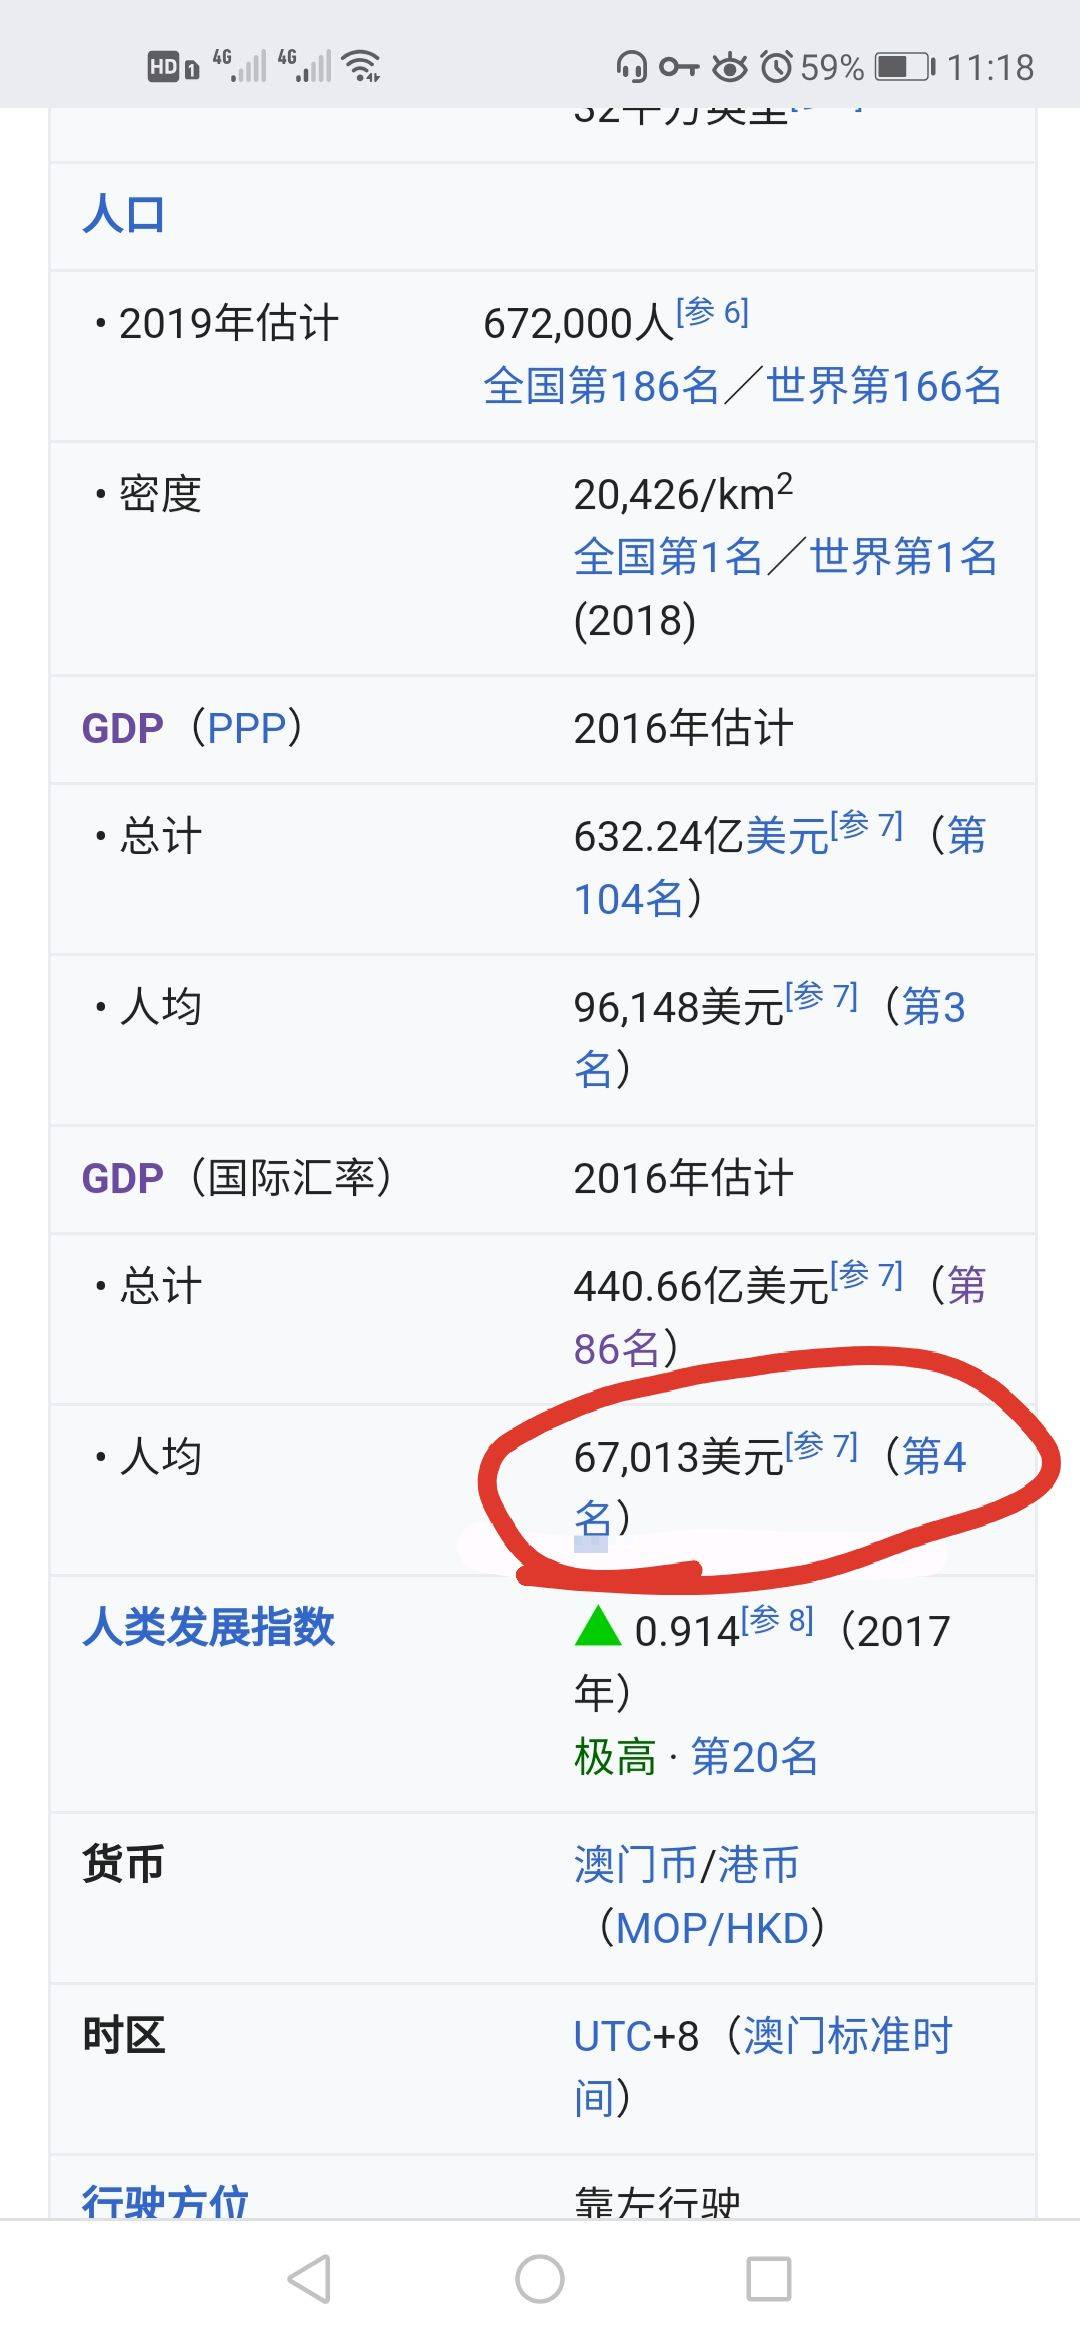 HD 1 4G 4G 59% 11:18
32平方英里
人口
• 2019年估计 672,000人[参 6]
全国第186名／世界第166名
• 密度 20,426/km2
全国第1名／世界第1名
(2018)
GDP（PPP） 2016年估计
• 总计 632.24亿美元[参 7]（第
104名）
• 人均 96,148美元[参 7]（第3
名）
GDP（国际汇率） 2016年估计
• 总计 440.66亿美元[参 7]（第
86名）
• 人均 67,013美元[参 7]（第4
名）
人类发展指数 ▲ 0.914[参 8]（2017
年）
极高 · 第20名
货币 澳门币/港币
（MOP/HKD）
时区 UTC+8（澳门标准时
间）
行驶方位 靠左行驶